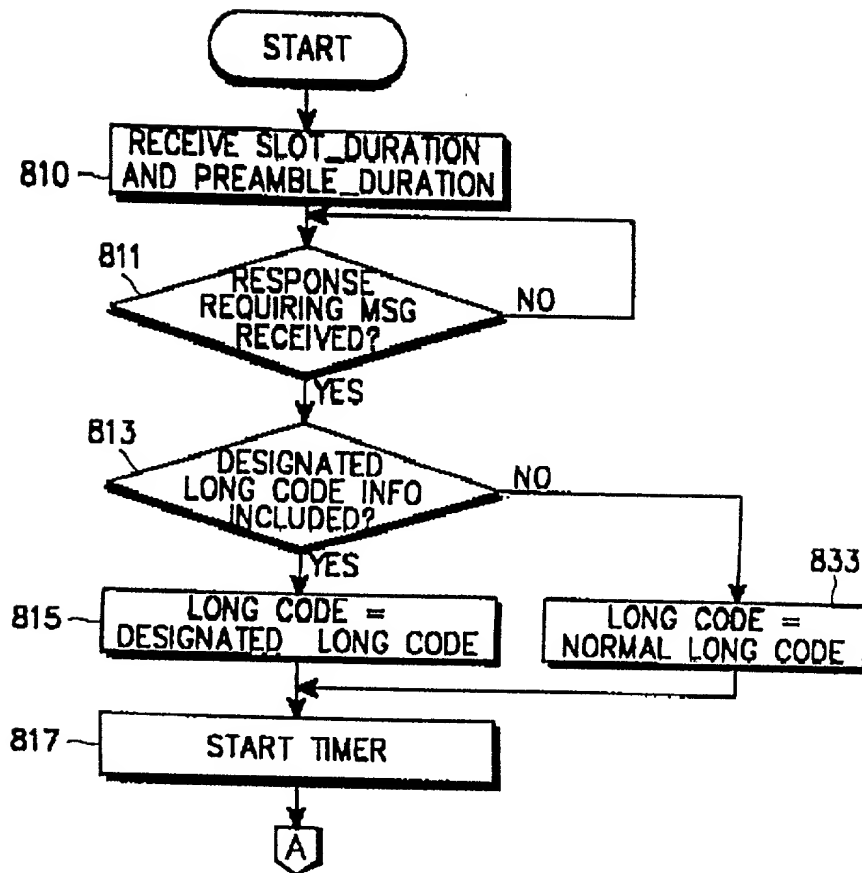 START
810
RECEIVE SLOT_DURATION
AND PREAMBLE_DURATION
811
RESPONSE
REQUIRING MSG
RECEIVED?
NO
YES
813
DESIGNATED
LONG CODE INFO
INCLUDED?
NO
YES
815
LONG CODE =
DESIGNATED LONG CODE
833
LONG CODE =
NORMAL LONG CODE
817
START TIMER
A